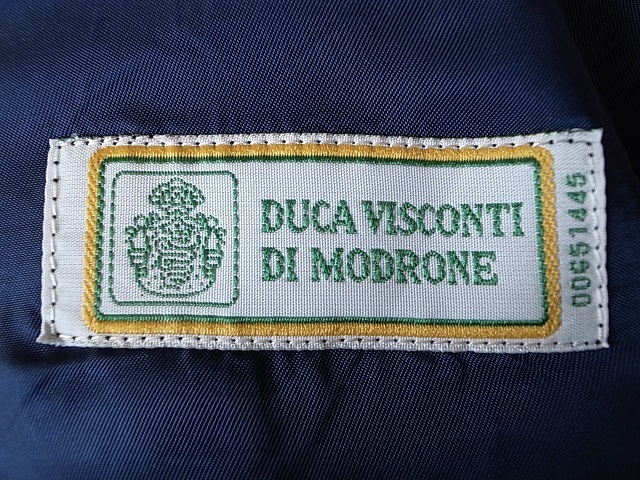 DUCA VISCONTI
DI MODRONE
00651445